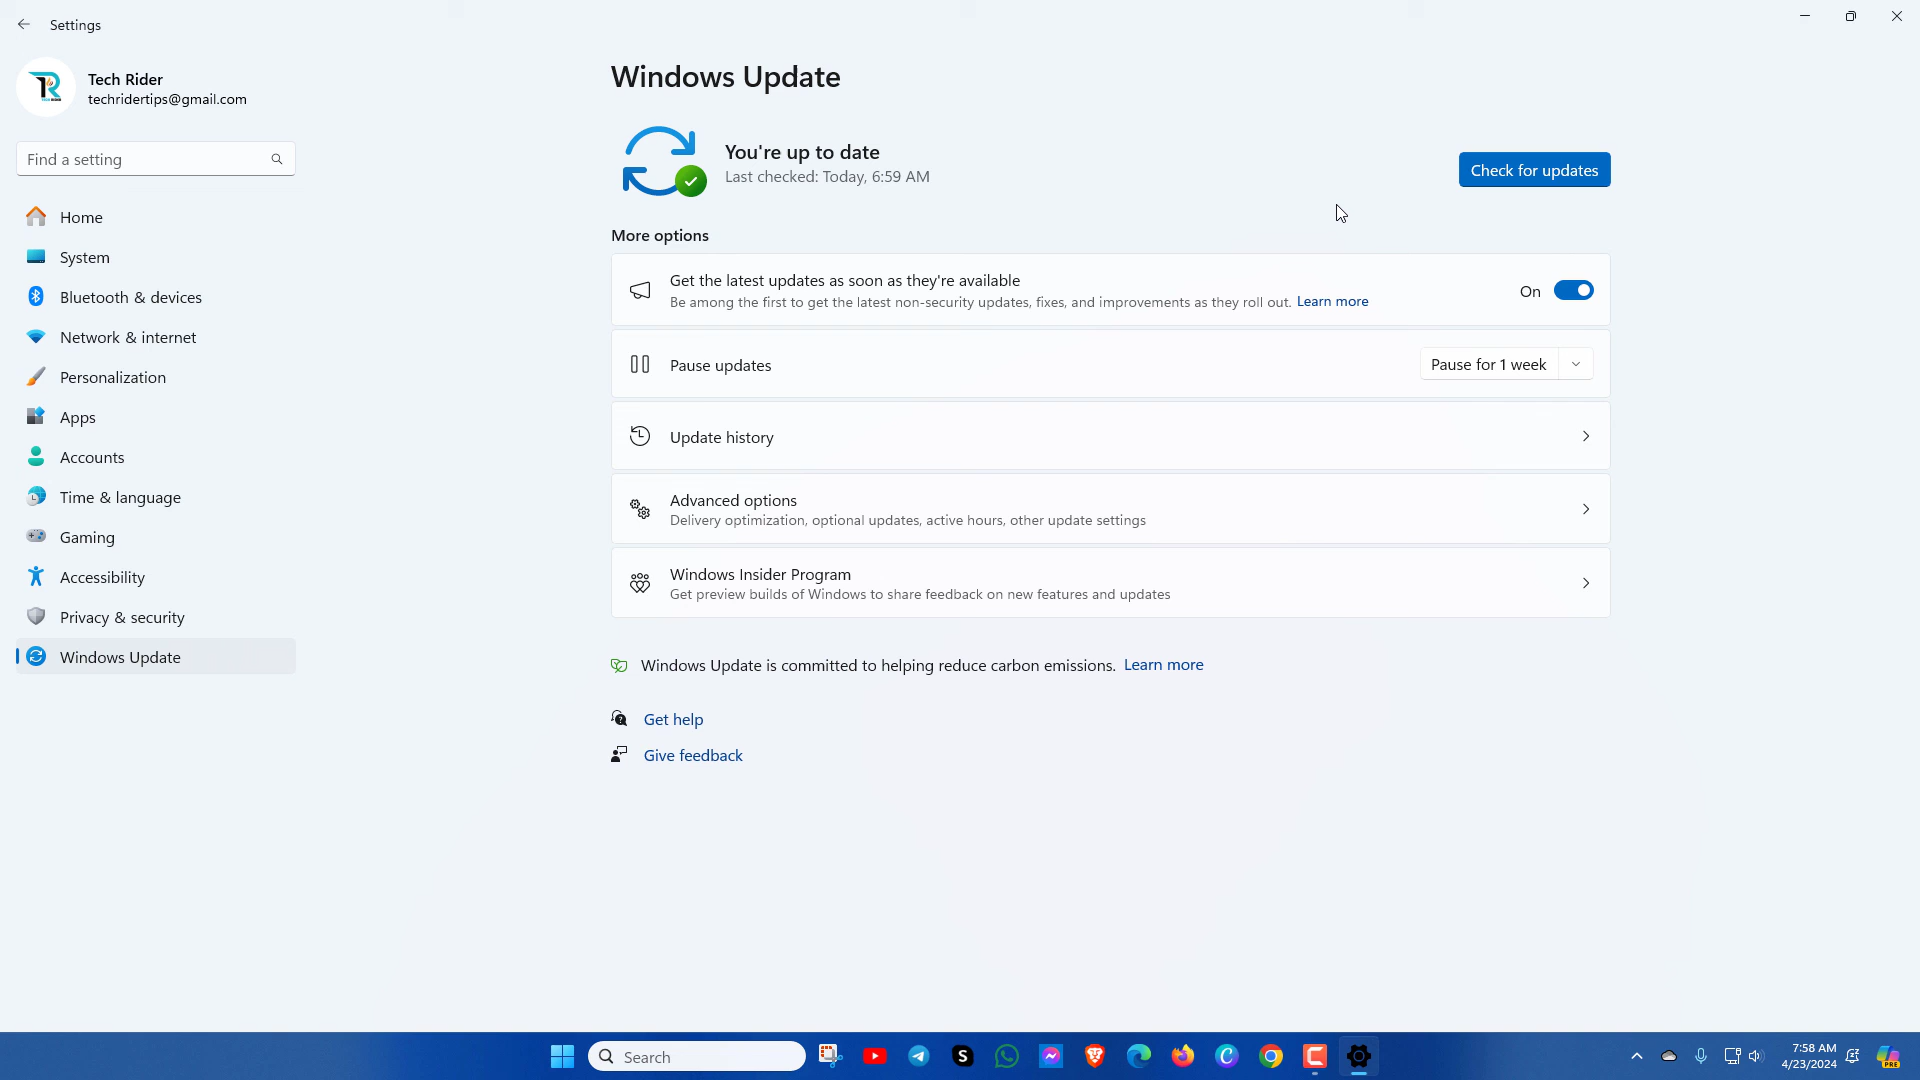 Settings
Tech Rider
techridertips@gmail.com
Find a setting
Home
System
Bluetooth & devices
Network & internet
Personalization
Apps
Accounts
Time & language
Gaming
Accessibility
Privacy & security
Windows Update
Windows Update
You're up to date
Last checked: Today, 6:59 AM
Check for updates
More options
Get the latest updates as soon as they're available
Be among the first to get the latest non-security updates, fixes, and improvements as they roll out. Learn more
On
Pause updates
Pause for 1 week
Update history
Advanced options
Delivery optimization, optional updates, active hours, other update settings
Windows Insider Program
Get preview builds of Windows to share feedback on new features and updates
Windows Update is committed to helping reduce carbon emissions. Learn more
Get help
Give feedback
Search
7:58 AM
4/23/2024
PRE